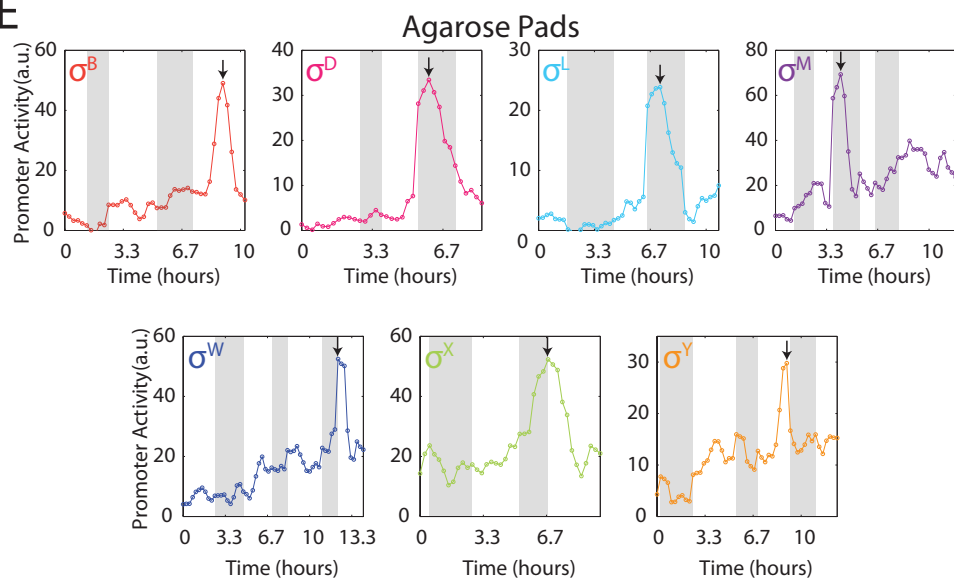 E
Agarose Pads
Promoter Activity(a.u.)
60
40
20
0
σB
0 3.3 6.7 10
Time (hours)
40
30
20
10
0
σD
0 3.3 6.7
Time (hours)
30
20
10
0
σL
0 3.3 6.7 10
Time (hours)
80
60
40
20
0
σM
0 3.3 6.7 10
Time (hours)
Promoter Activity(a.u.)
60
40
20
0
σW
0 3.3 6.7 10 13.3
Time (hours)
60
40
20
0
σX
0 3.3 6.7
Time (hours)
30
20
10
0
σY
0 3.3 6.7 10
Time (hours)